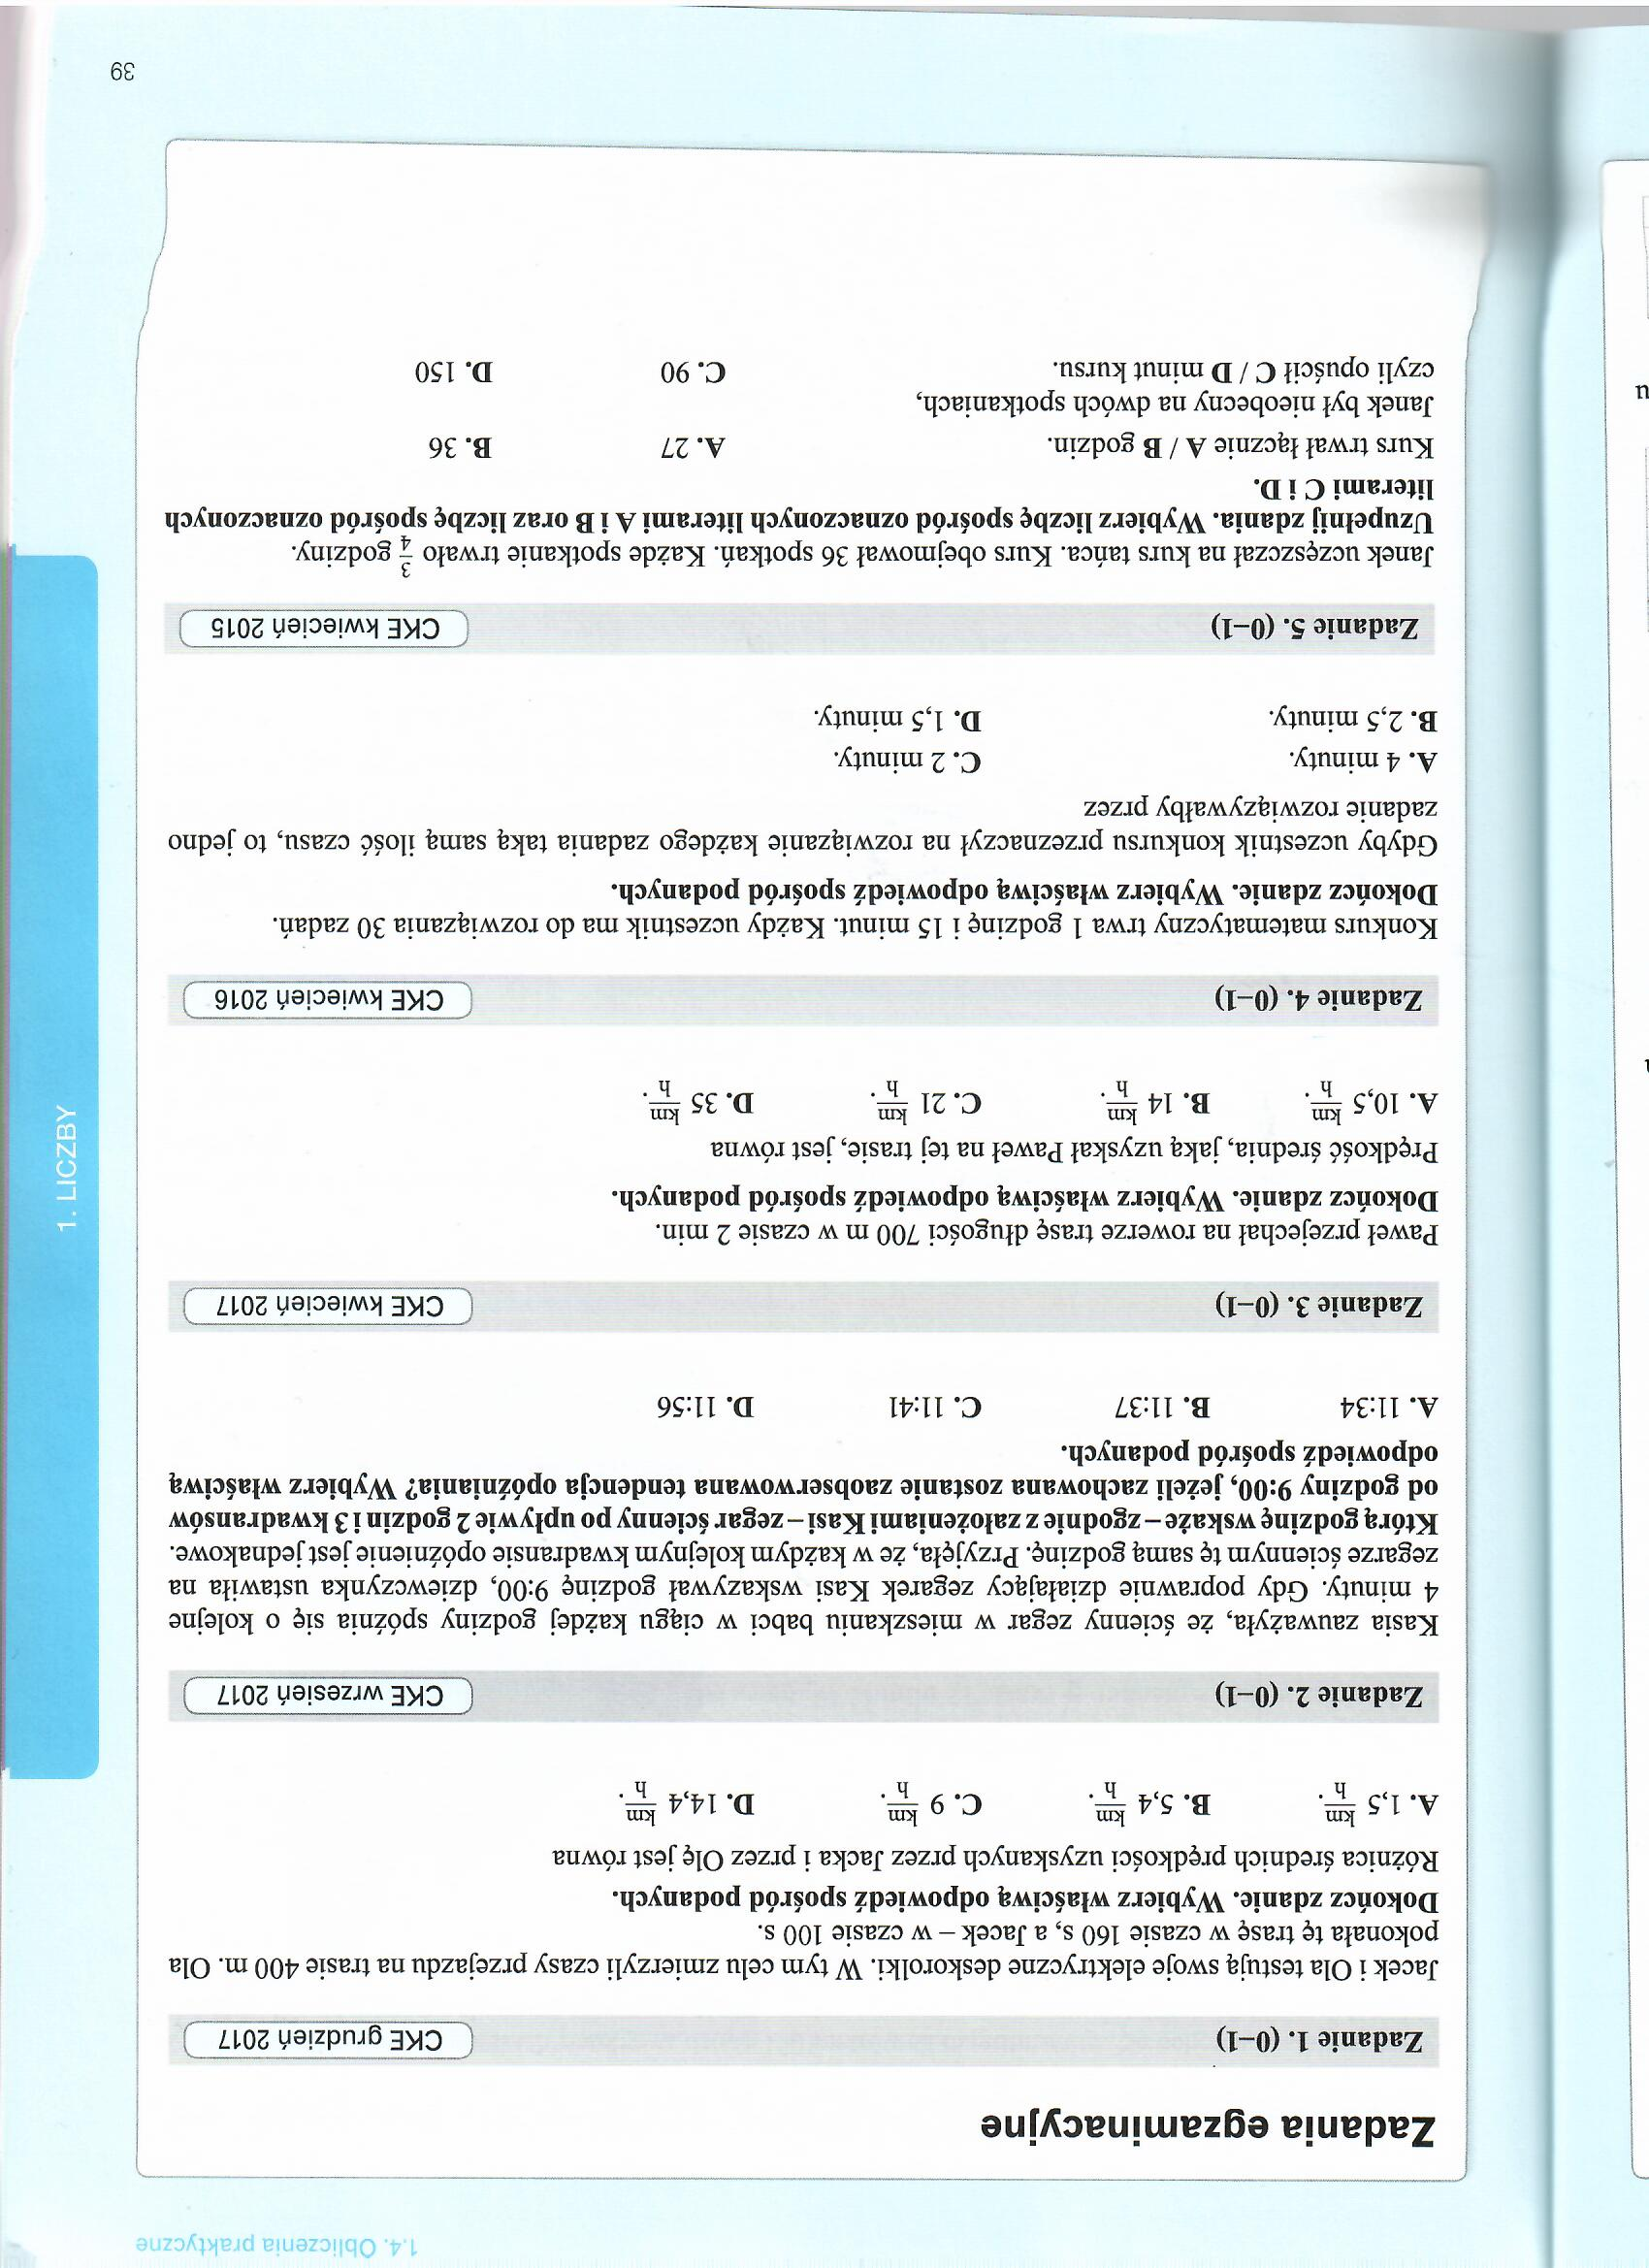 1.4. Obliczenia praktyczne
Zadania egzaminacyjne
Zadanie 1. (0–1) CKE grudzień 2017
Jacek i Ola testują swoje elektryczne deskorolki. W tym celu zmierzyli czasy przejazdu na trasie 400 m. Ola
pokonała tę trasę w czasie 160 s, a Jacek – w czasie 100 s.
Dokończ zdanie. Wybierz właściwą odpowiedź spośród podanych.
Różnica średnich prędkości uzyskanych przez Jacka i przez Olę jest równa
A. 1,5 km/h. B. 5,4 km/h. C. 9 km/h. D. 14,4 km/h.
Zadanie 2. (0–1) CKE wrzesień 2017
Kasia zauważyła, że ścienny zegar w mieszkaniu babci w ciągu każdej godziny spóźnia się o kolejne
4 minuty. Gdy poprawnie działający zegarek Kasi wskazywał godzinę 9:00, dziewczynka ustawiła na
zegarze ściennym tę samą godzinę. Przyjęła, że w każdym kolejnym kwadransie opóźnienie jest jednakowe.
Którą godzinę wskaże – zgodnie z założeniami Kasi – zegar ścienny po upływie 2 godzin i 3 kwadransów
od godziny 9:00, jeżeli zachowana zostanie zaobserwowana tendencja opóźniania? Wybierz właściwą
odpowiedź spośród podanych.
A. 11:34 B. 11:37 C. 11:41 D. 11:56
Zadanie 3. (0–1) CKE kwiecień 2017
Paweł przejechał na rowerze trasę długości 700 m w czasie 2 min.
Dokończ zdanie. Wybierz właściwą odpowiedź spośród podanych.
Prędkość średnia, jaką uzyskał Paweł na tej trasie, jest równa
A. 10,5 km/h. B. 14 km/h. C. 21 km/h. D. 35 km/h.
Zadanie 4. (0–1) CKE kwiecień 2016
Konkurs matematyczny trwa 1 godzinę i 15 minut. Każdy uczestnik ma do rozwiązania 30 zadań.
Dokończ zdanie. Wybierz właściwą odpowiedź spośród podanych.
Gdyby uczestnik konkursu przeznaczył na rozwiązanie każdego zadania taką samą ilość czasu, to jedno
zadanie rozwiązywałby przez
A. 4 minuty. C. 2 minuty.
B. 2,5 minuty. D. 1,5 minuty.
Zadanie 5. (0–1) CKE kwiecień 2015
Janek uczęszczał na kurs tańca. Kurs obejmował 36 spotkań. Każde spotkanie trwało 3/4 godziny.
Uzupełnij zdania. Wybierz liczbę spośród oznaczonych literami A i B oraz liczbę spośród oznaczonych
literami C i D.
Kurs trwał łącznie A / B godzin. A. 27 B. 36
Janek był nieobecny na dwóch spotkaniach,
czyli opuścił C / D minut kursu. C. 90 D. 150
1. LICZBY
39
u